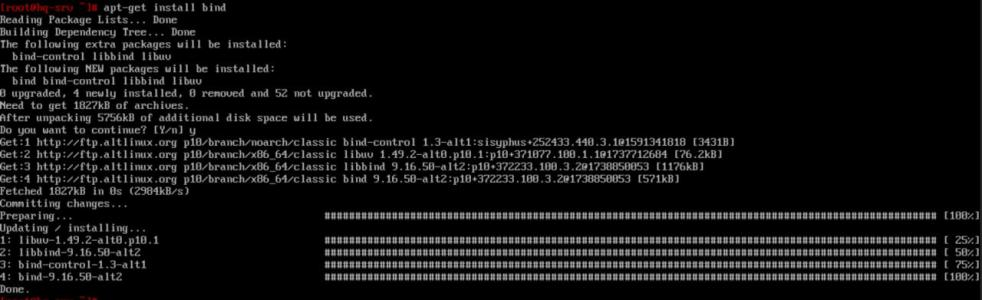 [root@hq-srv ~]# apt-get install bind
Reading Package Lists... Done
Building Dependency Tree... Done
The following extra packages will be installed:
  bind-control libbind libuv
The following NEW packages will be installed:
  bind bind-control libbind libuv
0 upgraded, 4 newly installed, 0 removed and 52 not upgraded.
Need to get 1827kB of archives.
After unpacking 5756kB of additional disk space will be used.
Do you want to continue? [Y/n] y
Get:1 http://ftp.altlinux.org p10/branch/noarch/classic bind-control 1.3-alt1:sisyphus+252433.440.3.1@1591341818 [3431B]
Get:2 http://ftp.altlinux.org p10/branch/x86_64/classic libuv 1.49.2-alt0.p10.1:p10+371077.100.1.1@1737712684 [76.2kB]
Get:3 http://ftp.altlinux.org p10/branch/x86_64/classic libbind 9.16.50-alt2:p10+372233.100.3.2@1738850053 [1176kB]
Get:4 http://ftp.altlinux.org p10/branch/x86_64/classic bind 9.16.50-alt2:p10+372233.100.3.2@1738850053 [571kB]
Fetched 1827kB in 0s (2984kB/s)
Committing changes...
Preparing... [100%]
Updating / installing...
1: libuv-1.49.2-alt0.p10.1 [ 25%]
2: libbind-9.16.50-alt2 [ 50%]
3: bind-control-1.3-alt1 [ 75%]
4: bind-9.16.50-alt2 [100%]
Done.